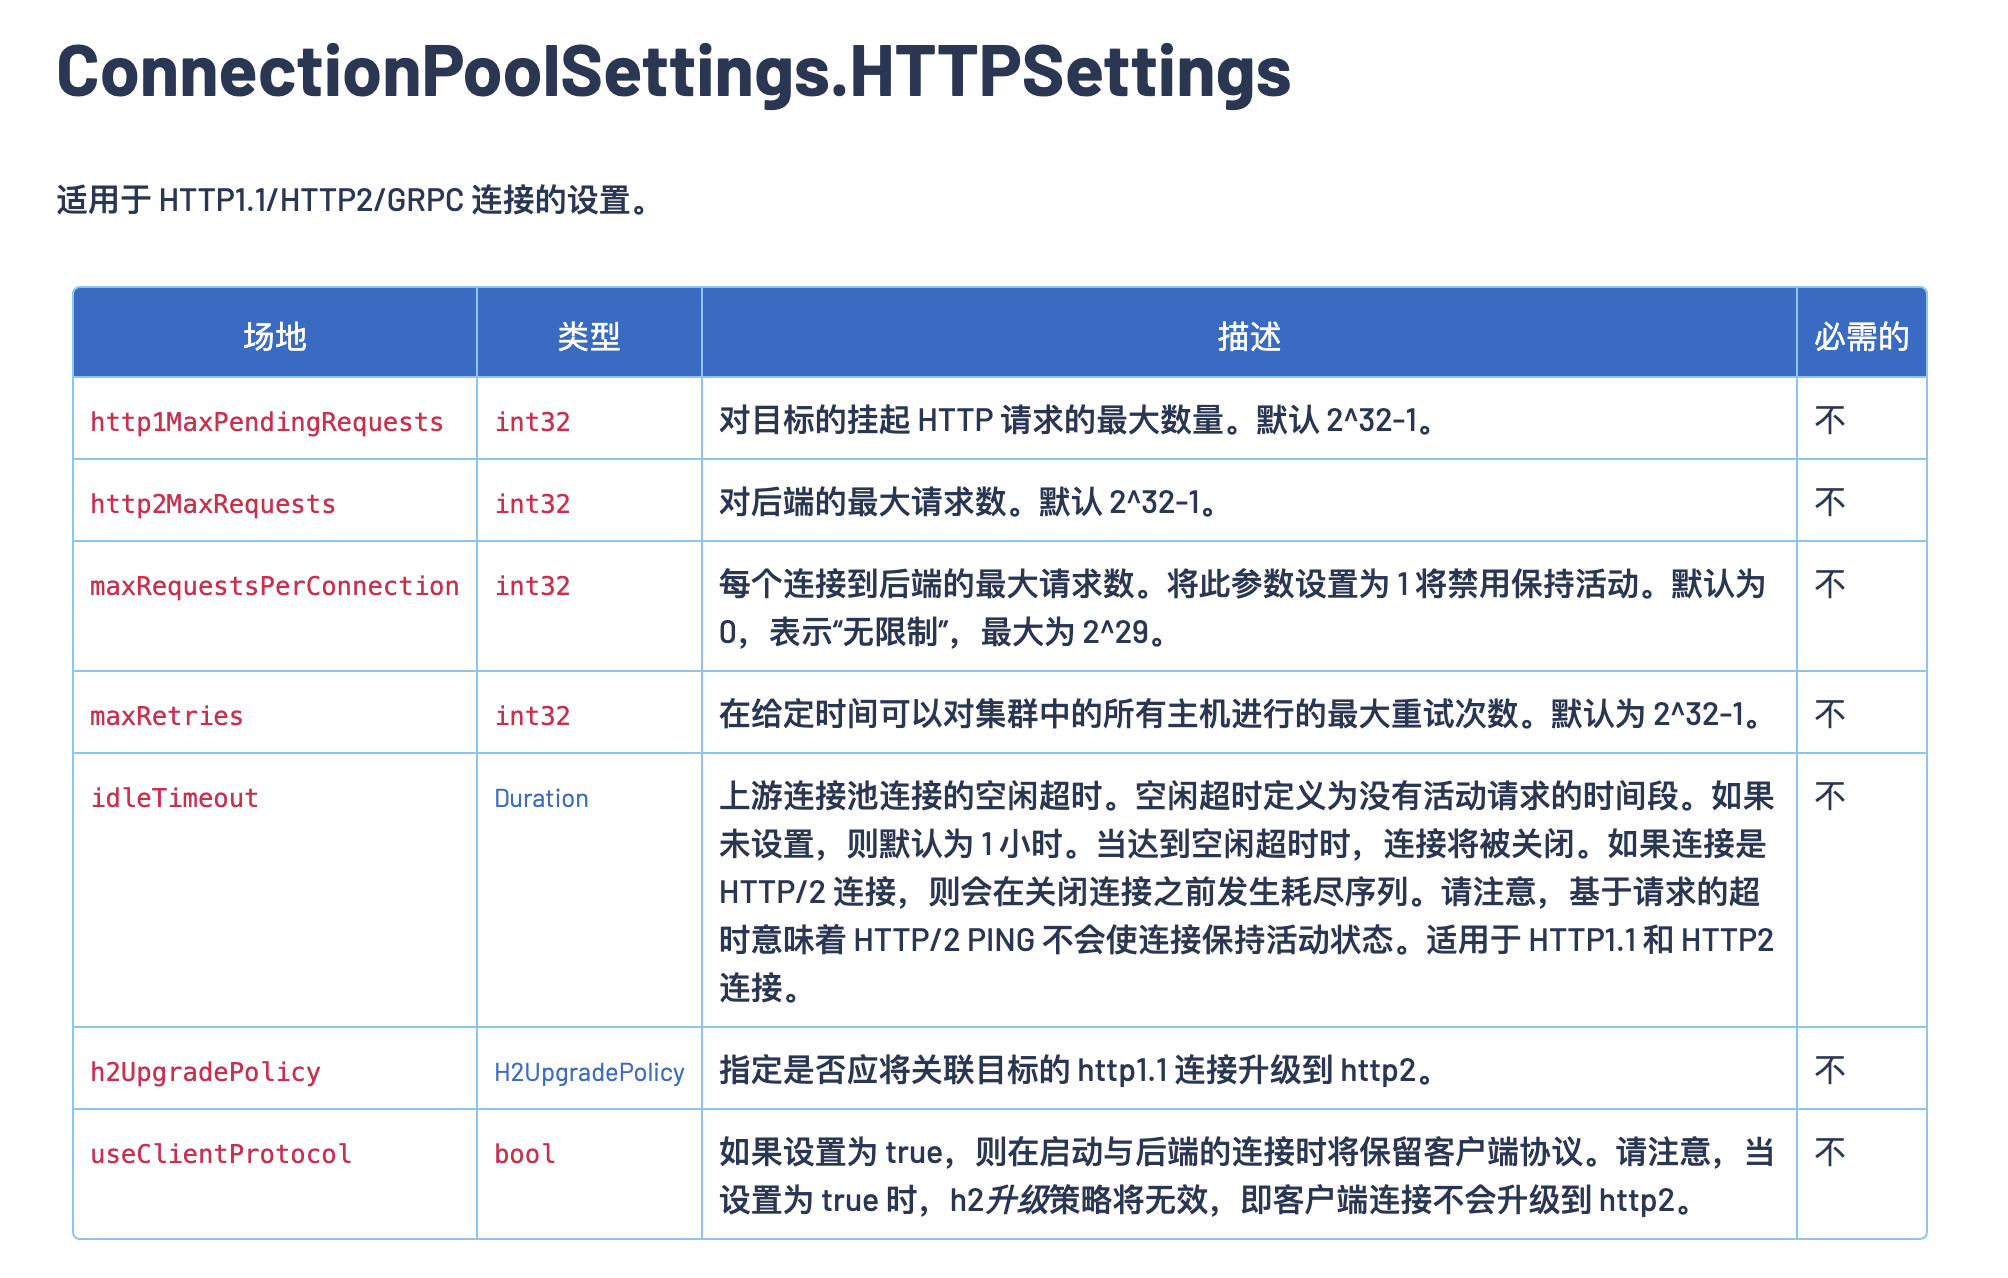 ConnectionPoolSettings.HTTPSettings
适用于 HTTP1.1/HTTP2/GRPC 连接的设置。
场地 类型 描述 必需的
http1MaxPendingRequests int32 对目标的挂起 HTTP 请求的最大数量。默认 2^32-1。 不
http2MaxRequests int32 对后端的最大请求数。默认 2^32-1。 不
maxRequestsPerConnection int32 每个连接到后端的最大请求数。将此参数设置为 1 将禁用保持活动。默认为 不
0，表示“无限制”，最大为 2^29。
maxRetries int32 在给定时间可以对集群中的所有主机进行的最大重试次数。默认为 2^32-1。 不
idleTimeout Duration 上游连接池连接的空闲超时。空闲超时定义为没有活动请求的时间段。如果 不
未设置，则默认为 1 小时。当达到空闲超时时，连接将被关闭。如果连接是
HTTP/2 连接，则会在关闭连接之前发生耗尽序列。请注意，基于请求的超
时意味着 HTTP/2 PING 不会使连接保持活动状态。适用于 HTTP1.1 和 HTTP2
连接。
h2UpgradePolicy H2UpgradePolicy 指定是否应将关联目标的 http1.1 连接升级到 http2。 不
useClientProtocol bool 如果设置为 true，则在启动与后端的连接时将保留客户端协议。请注意，当 不
设置为 true 时，h2升级策略将无效，即客户端连接不会升级到 http2。